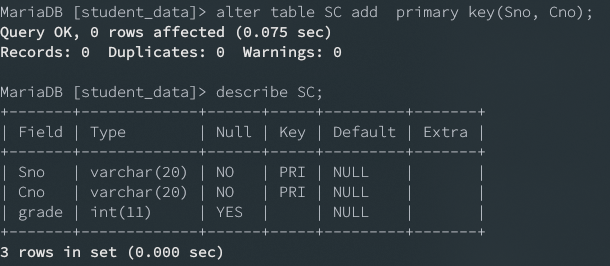 MariaDB [student_data]> alter table SC add  primary key(Sno, Cno);
Query OK, 0 rows affected (0.075 sec)
Records: 0  Duplicates: 0  Warnings: 0

MariaDB [student_data]> describe SC;
+-------+-------------+------+-----+---------+-------+
| Field | Type        | Null | Key | Default | Extra |
+-------+-------------+------+-----+---------+-------+
| Sno   | varchar(20) | NO   | PRI | NULL    |       |
| Cno   | varchar(20) | NO   | PRI | NULL    |       |
| grade | int(11)     | YES  |     | NULL    |       |
+-------+-------------+------+-----+---------+-------+
3 rows in set (0.000 sec)